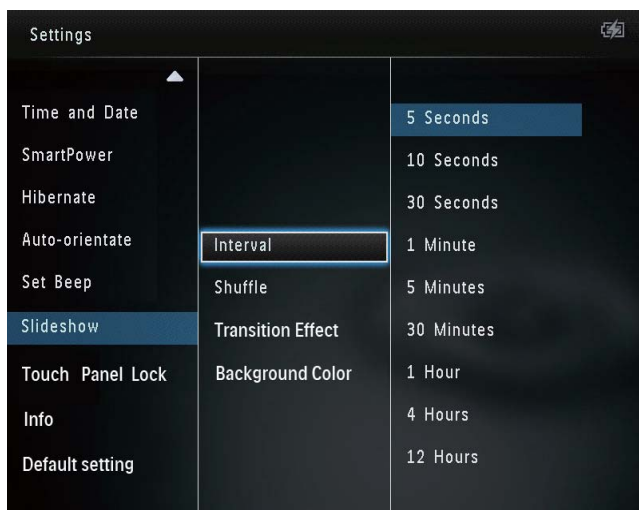 Settings
Time and Date
SmartPower
Hibernate
Auto-orientate
Set Beep
Slideshow
Touch Panel Lock
Info
Default setting
Interval
Shuffle
Transition Effect
Background Color
5 Seconds
10 Seconds
30 Seconds
1 Minute
5 Minutes
30 Minutes
1 Hour
4 Hours
12 Hours